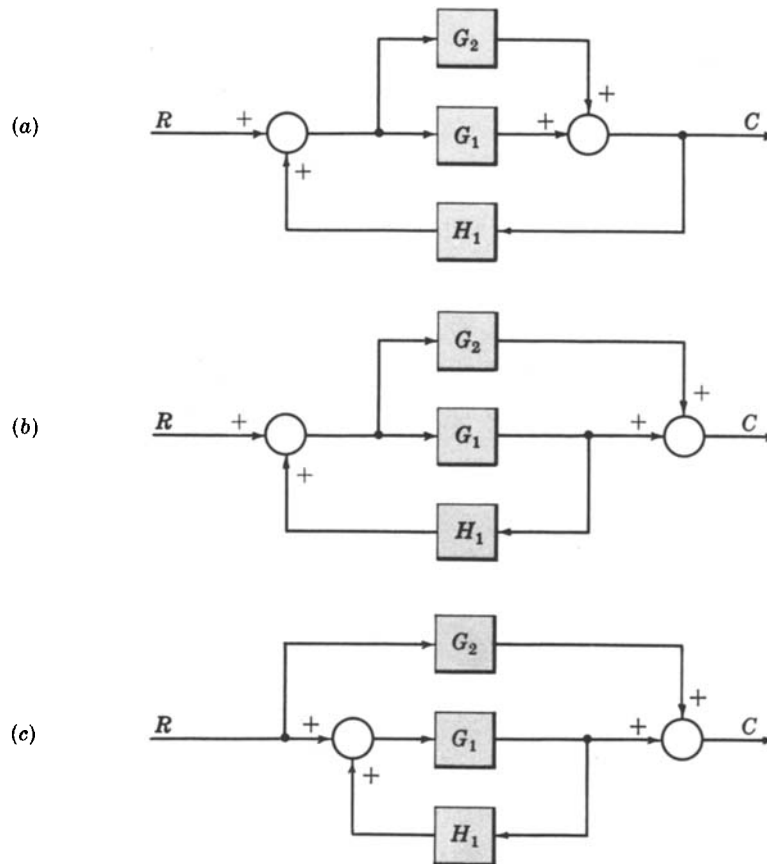 G₂
(a) R + + + C
G₁
+
H₁
G₂
(b) R + + + C
G₁
+
H₁
G₂
(c) R + + + C
G₁
+
H₁